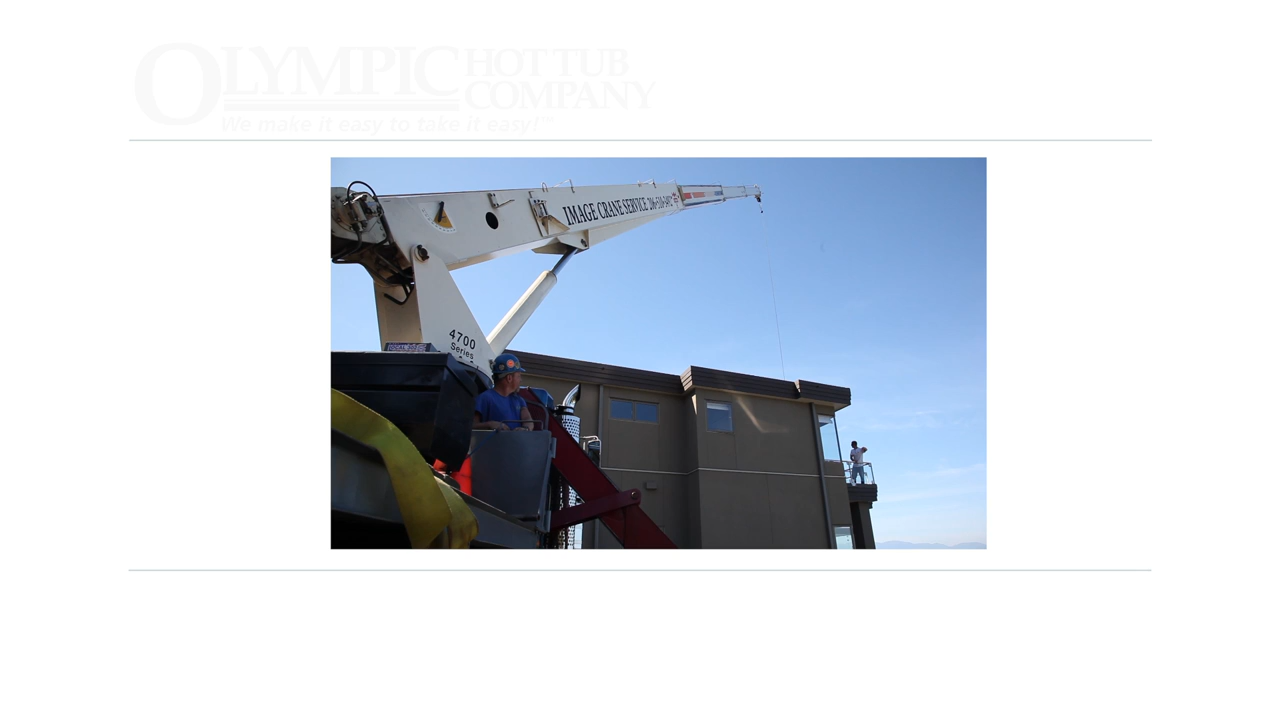 OLYMPIC HOT TUB
COMPANY
We make it easy to take it easy!™
IMAGE CRANE SERVICE
4700
Series